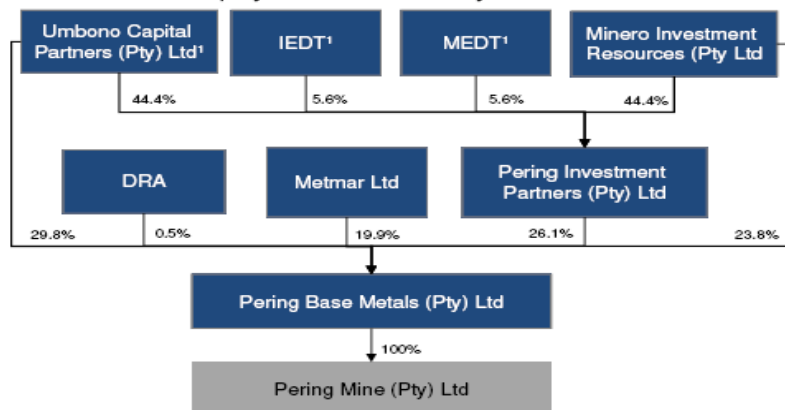 Umbono Capital
Partners (Pty) Ltd¹
IEDT¹
MEDT¹
Minero Investment
Resources (Pty Ltd
44.4%
5.6%
5.6%
44.4%
DRA
Metmar Ltd
Pering Investment
Partners (Pty) Ltd
29.8%
0.5%
19.9%
26.1%
23.8%
Pering Base Metals (Pty) Ltd
100%
Pering Mine (Pty) Ltd